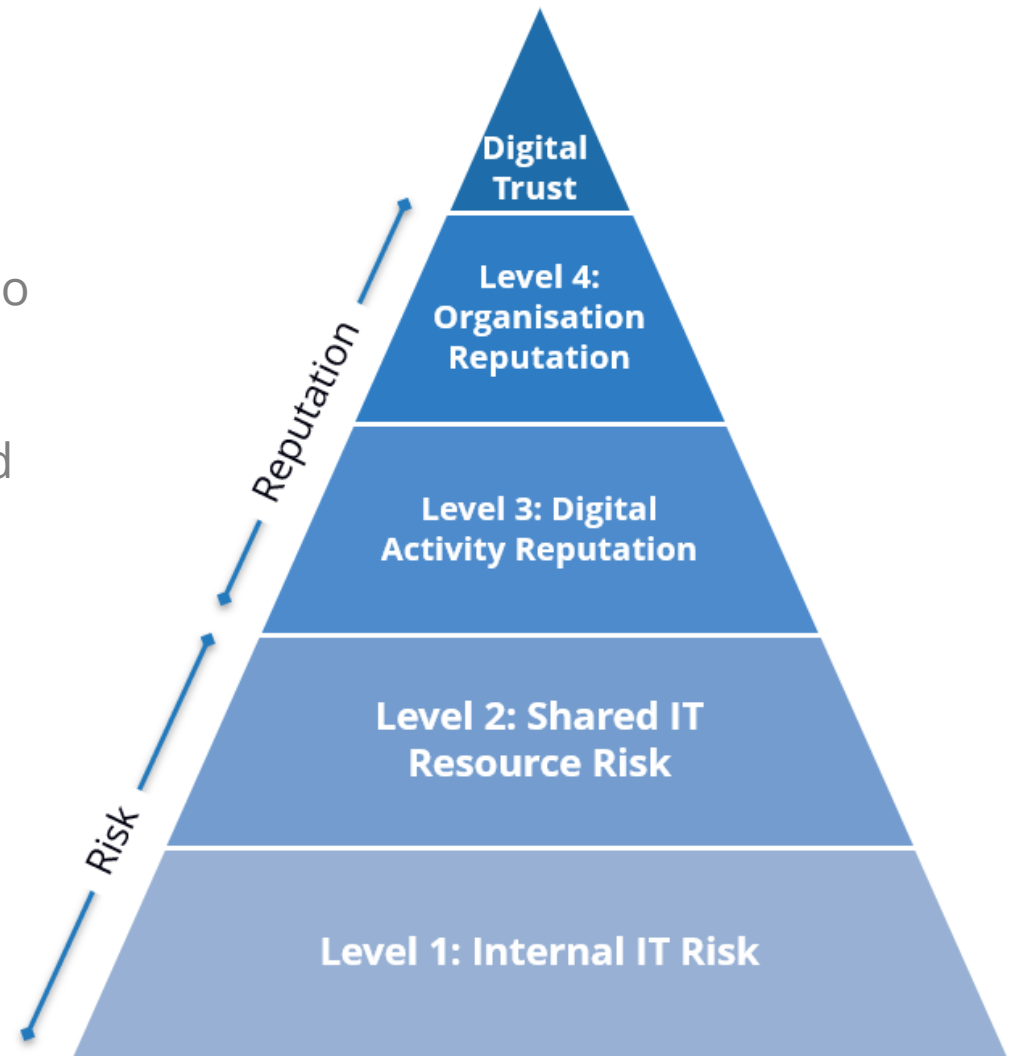 Digital
Trust
o
Level 4:
Organisation
Reputation
Reputation
d
Level 3: Digital
Activity Reputation
Level 2: Shared IT
Resource Risk
Risk
Level 1: Internal IT Risk